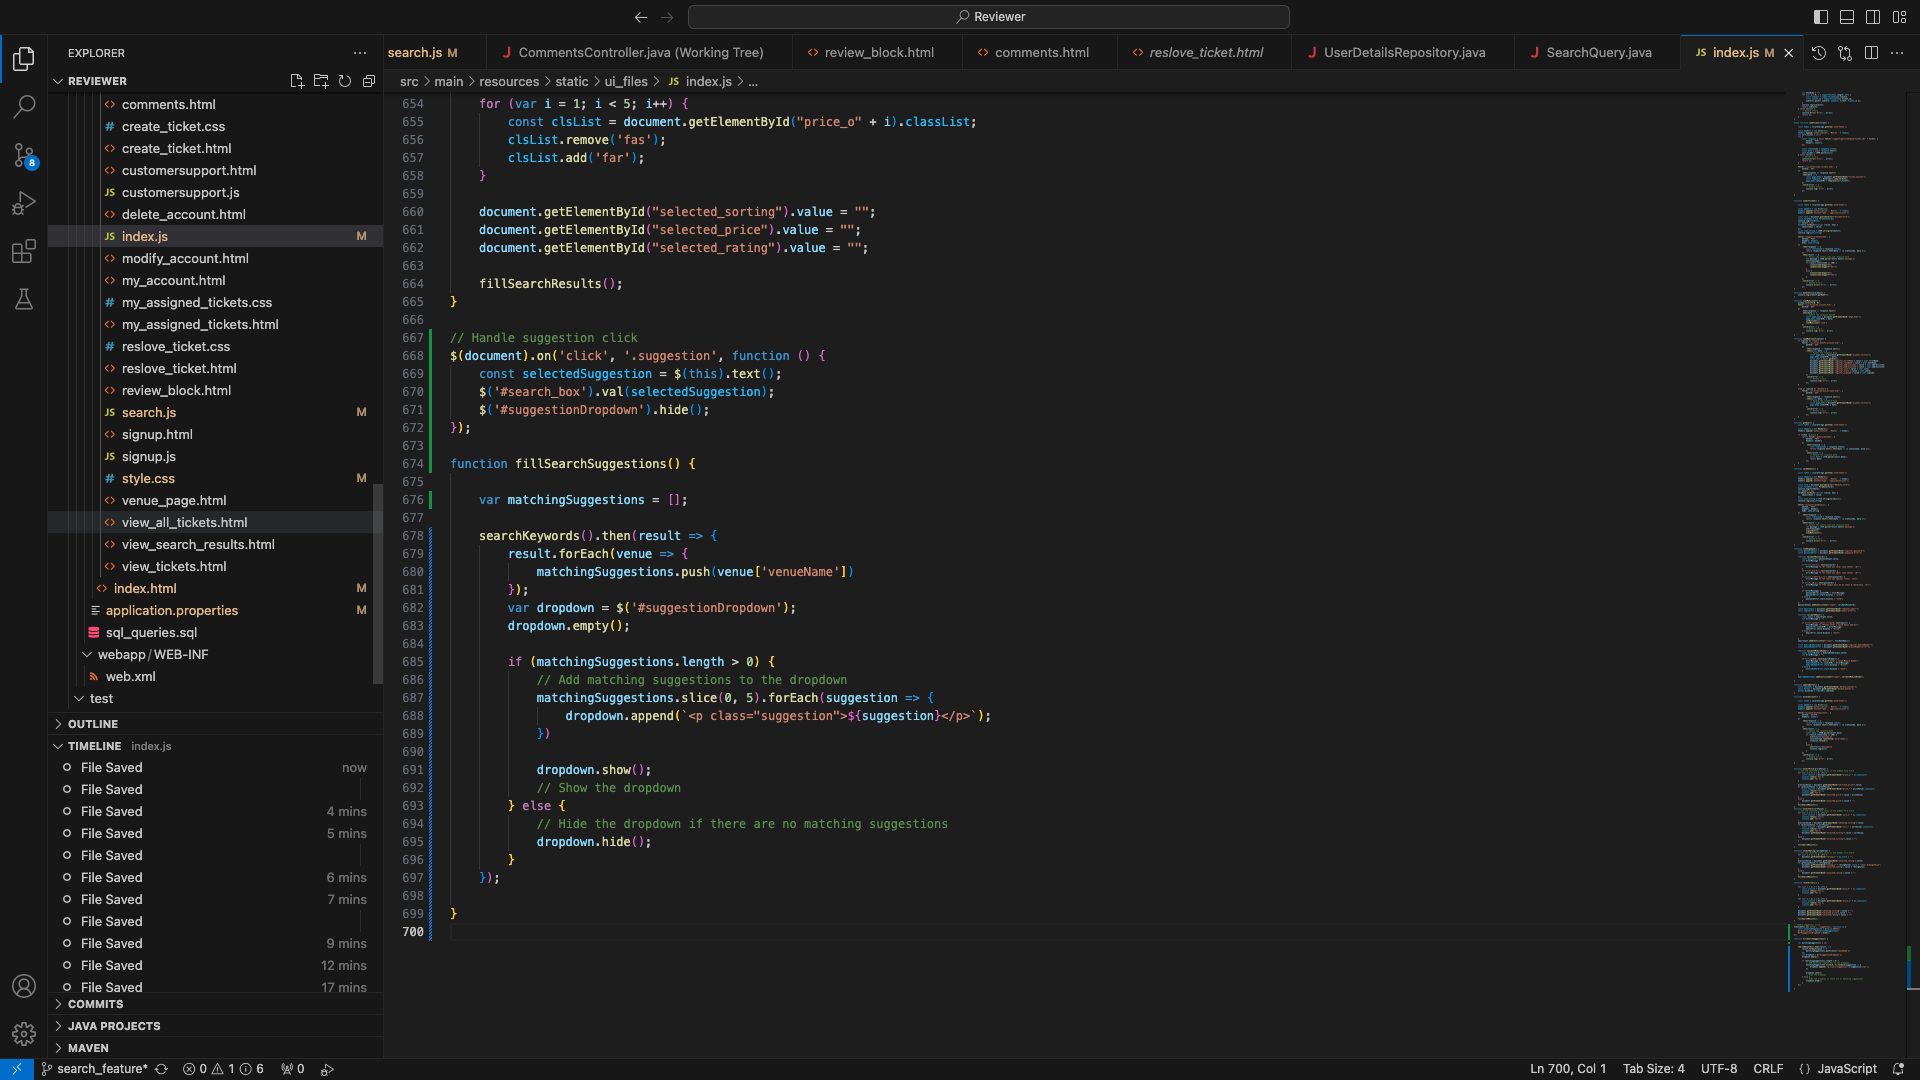 Reviewer
EXPLORER
search.js M
CommentsController.java (Working Tree)
review_block.html
comments.html
reslove_ticket.html
UserDetailsRepository.java
SearchQuery.java
JS index.js M
REVIEWER
src > main > resources > static > ui_files > JS index.js > ...
comments.html
# create_ticket.css
create_ticket.html
customersupport.html
JS customersupport.js
delete_account.html
JS index.js M
modify_account.html
my_account.html
# my_assigned_tickets.css
my_assigned_tickets.html
# reslove_ticket.css
reslove_ticket.html
review_block.html
JS search.js M
signup.html
JS signup.js
# style.css M
venue_page.html
view_all_tickets.html
view_search_results.html
view_tickets.html
index.html M
application.properties M
sql_queries.sql
webapp/WEB-INF
web.xml
test
OUTLINE
TIMELINE index.js
File Saved now
File Saved
File Saved 4 mins
File Saved 5 mins
File Saved
File Saved 6 mins
File Saved 7 mins
File Saved
File Saved 9 mins
File Saved 12 mins
File Saved 17 mins
COMMITS
JAVA PROJECTS
MAVEN
8
654 for (var i = 1; i < 5; i++) {
655 const clsList = document.getElementById("price_o" + i).classList;
656 clsList.remove('fas');
657 clsList.add('far');
658 }
659
660 document.getElementById("selected_sorting").value = "";
661 document.getElementById("selected_price").value = "";
662 document.getElementById("selected_rating").value = "";
663
664 fillSearchResults();
665 }
666
667 // Handle suggestion click
668 $(document).on('click', '.suggestion', function () {
669 const selectedSuggestion = $(this).text();
670 $('#search_box').val(selectedSuggestion);
671 $('#suggestionDropdown').hide();
672 });
673
674 function fillSearchSuggestions() {
675
676 var matchingSuggestions = [];
677
678 searchKeywords().then(result => {
679 result.forEach(venue => {
680 matchingSuggestions.push(venue['venueName'])
681 });
682 var dropdown = $('#suggestionDropdown');
683 dropdown.empty();
684
685 if (matchingSuggestions.length > 0) {
686 // Add matching suggestions to the dropdown
687 matchingSuggestions.slice(0, 5).forEach(suggestion => {
688 dropdown.append(`<p class="suggestion">${suggestion}</p>`);
689 })
690
691 dropdown.show();
692 // Show the dropdown
693 } else {
694 // Hide the dropdown if there are no matching suggestions
695 dropdown.hide();
696 }
697 });
698
699 }
700
search_feature* 0 1 6 0
Ln 700, Col 1 Tab Size: 4 UTF-8 CRLF {} JavaScript